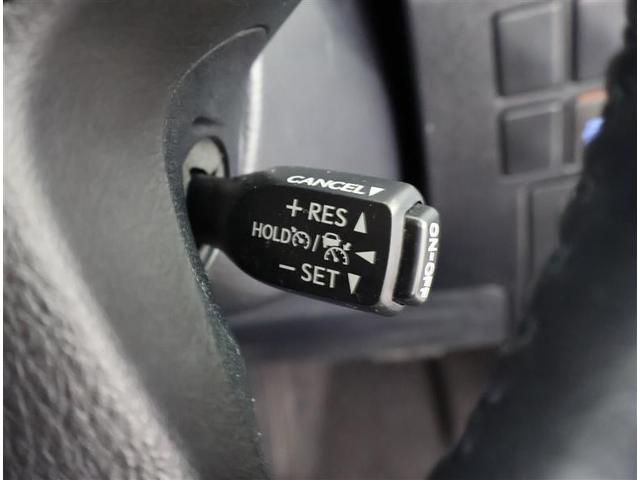 CANCEL▼
+RES▲
HOLD / ◀
−SET▼
ON-OFF